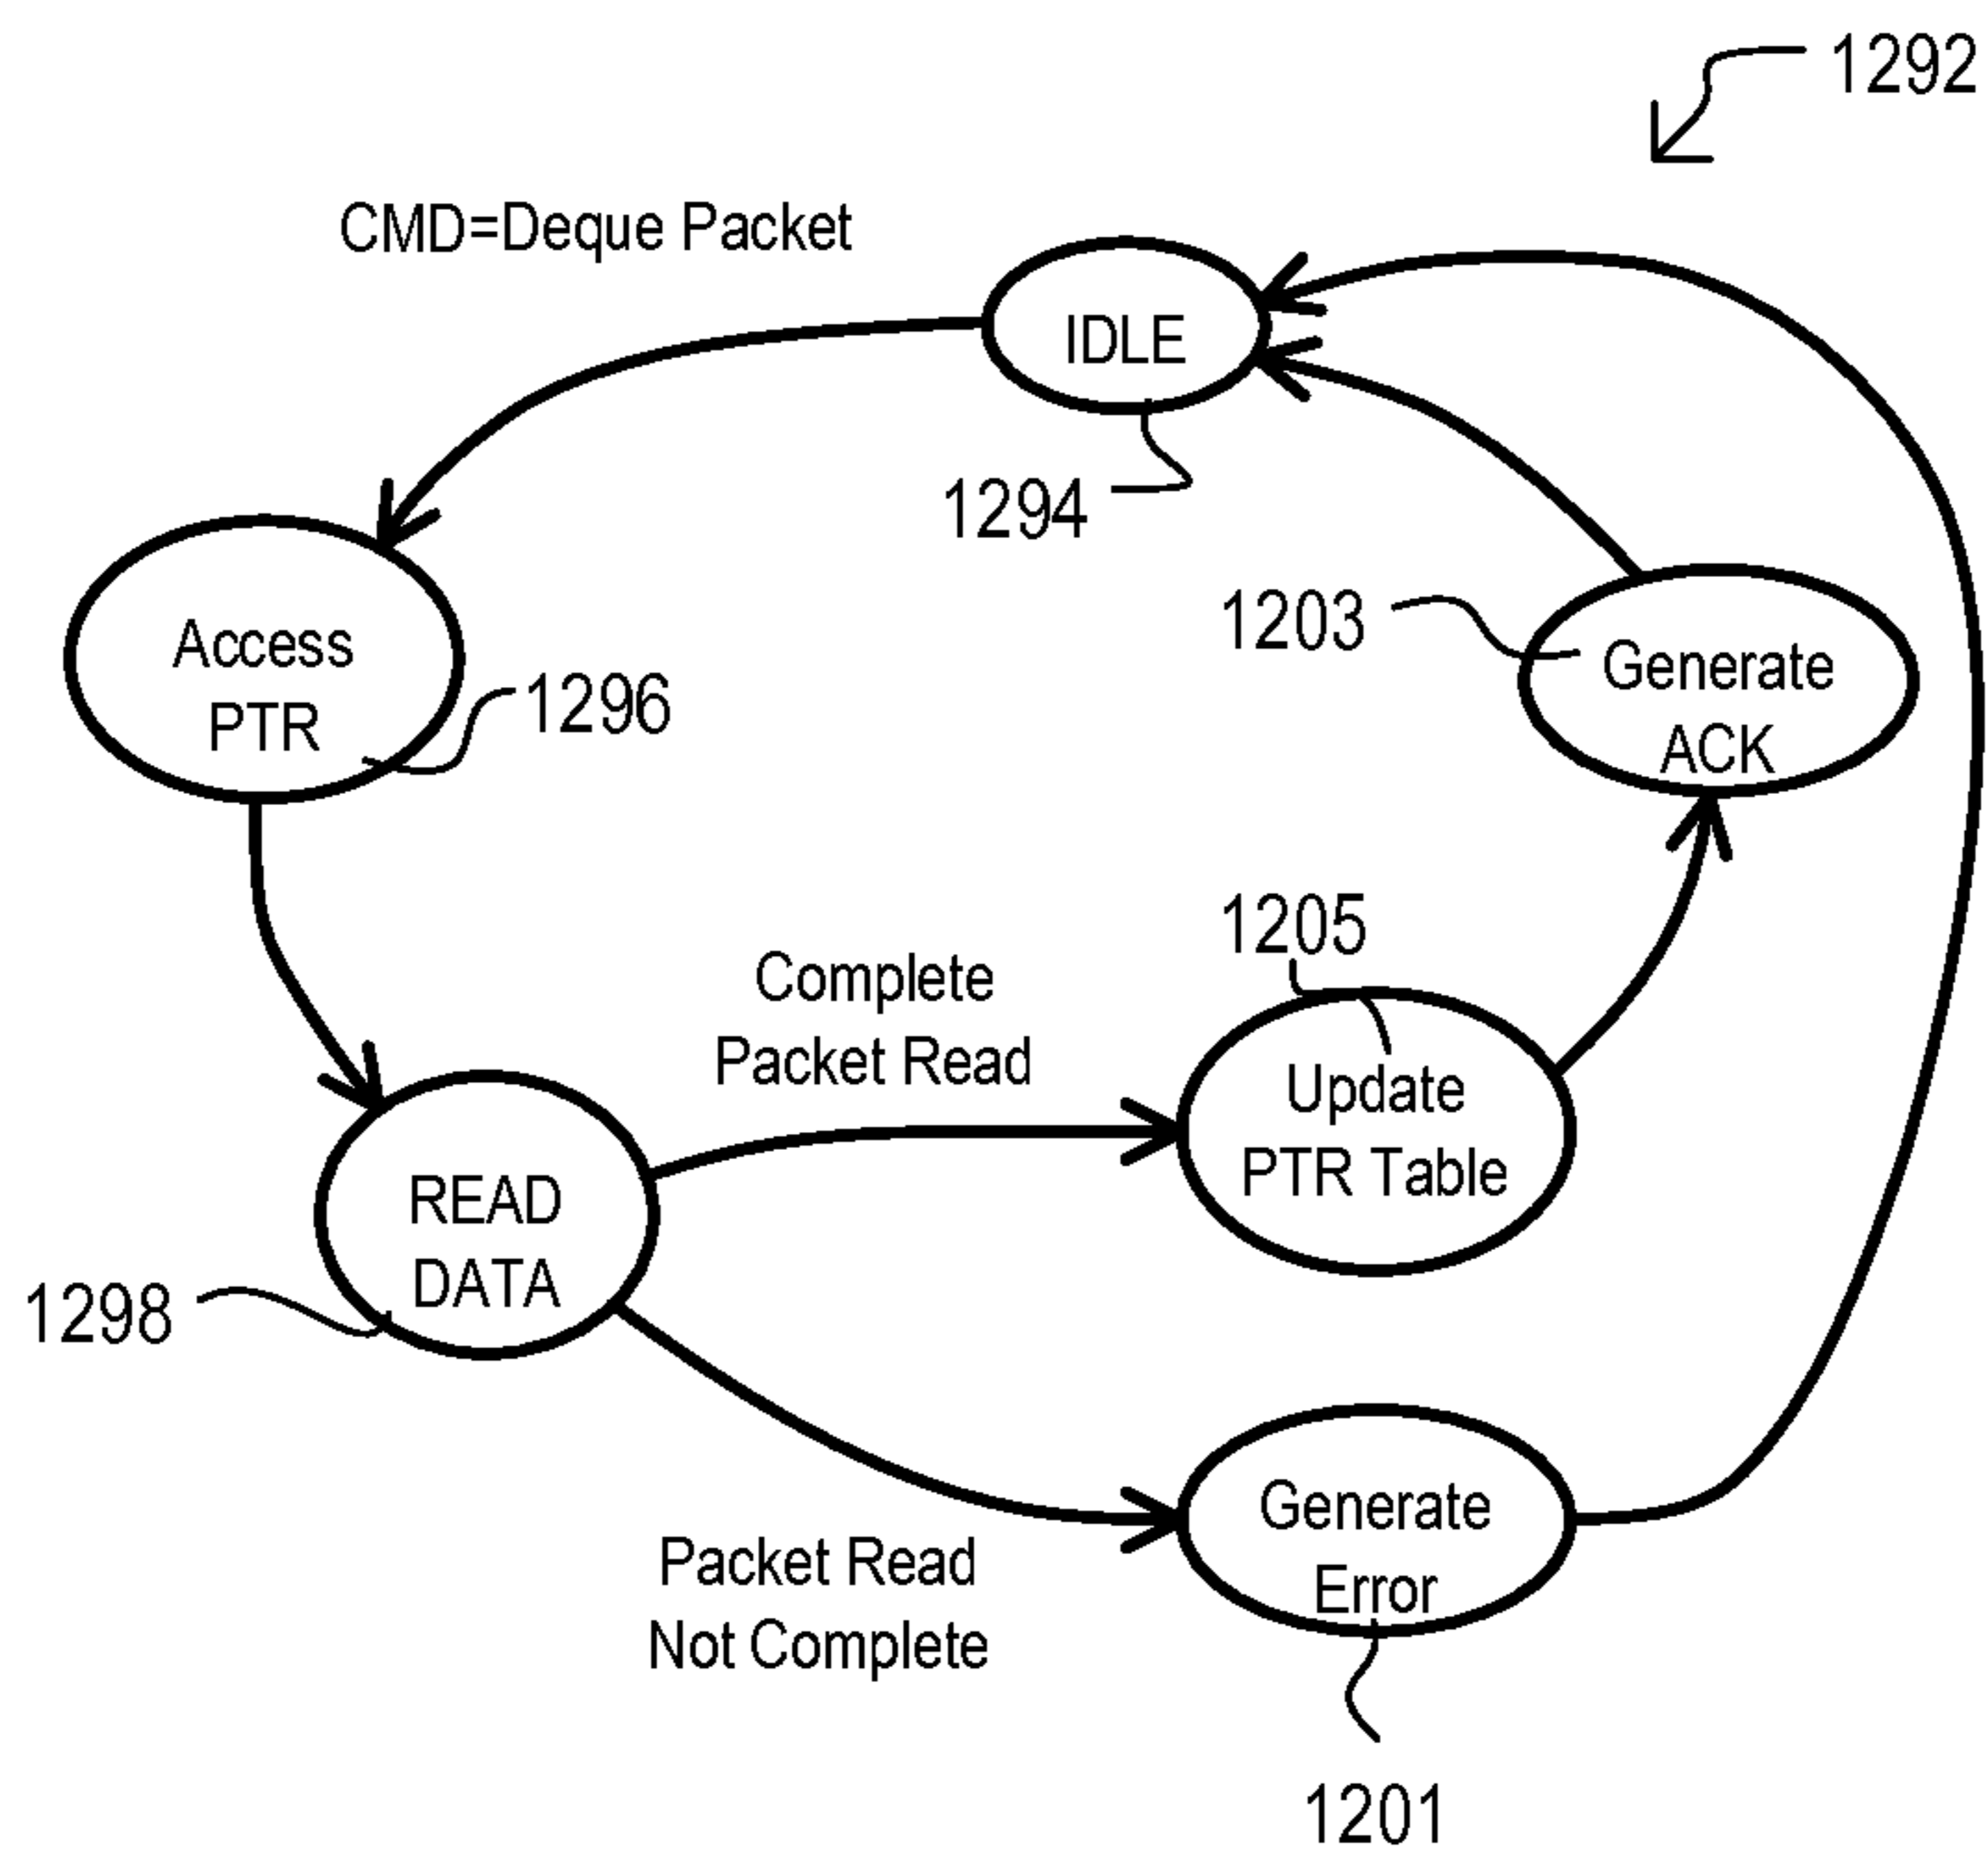 1292
CMD=Deque Packet
IDLE
1294
1203
Access
PTR
1296
Generate
ACK
1205
Complete
Packet Read
Update
PTR Table
READ
DATA
1298
Generate
Error
Packet Read
Not Complete
1201